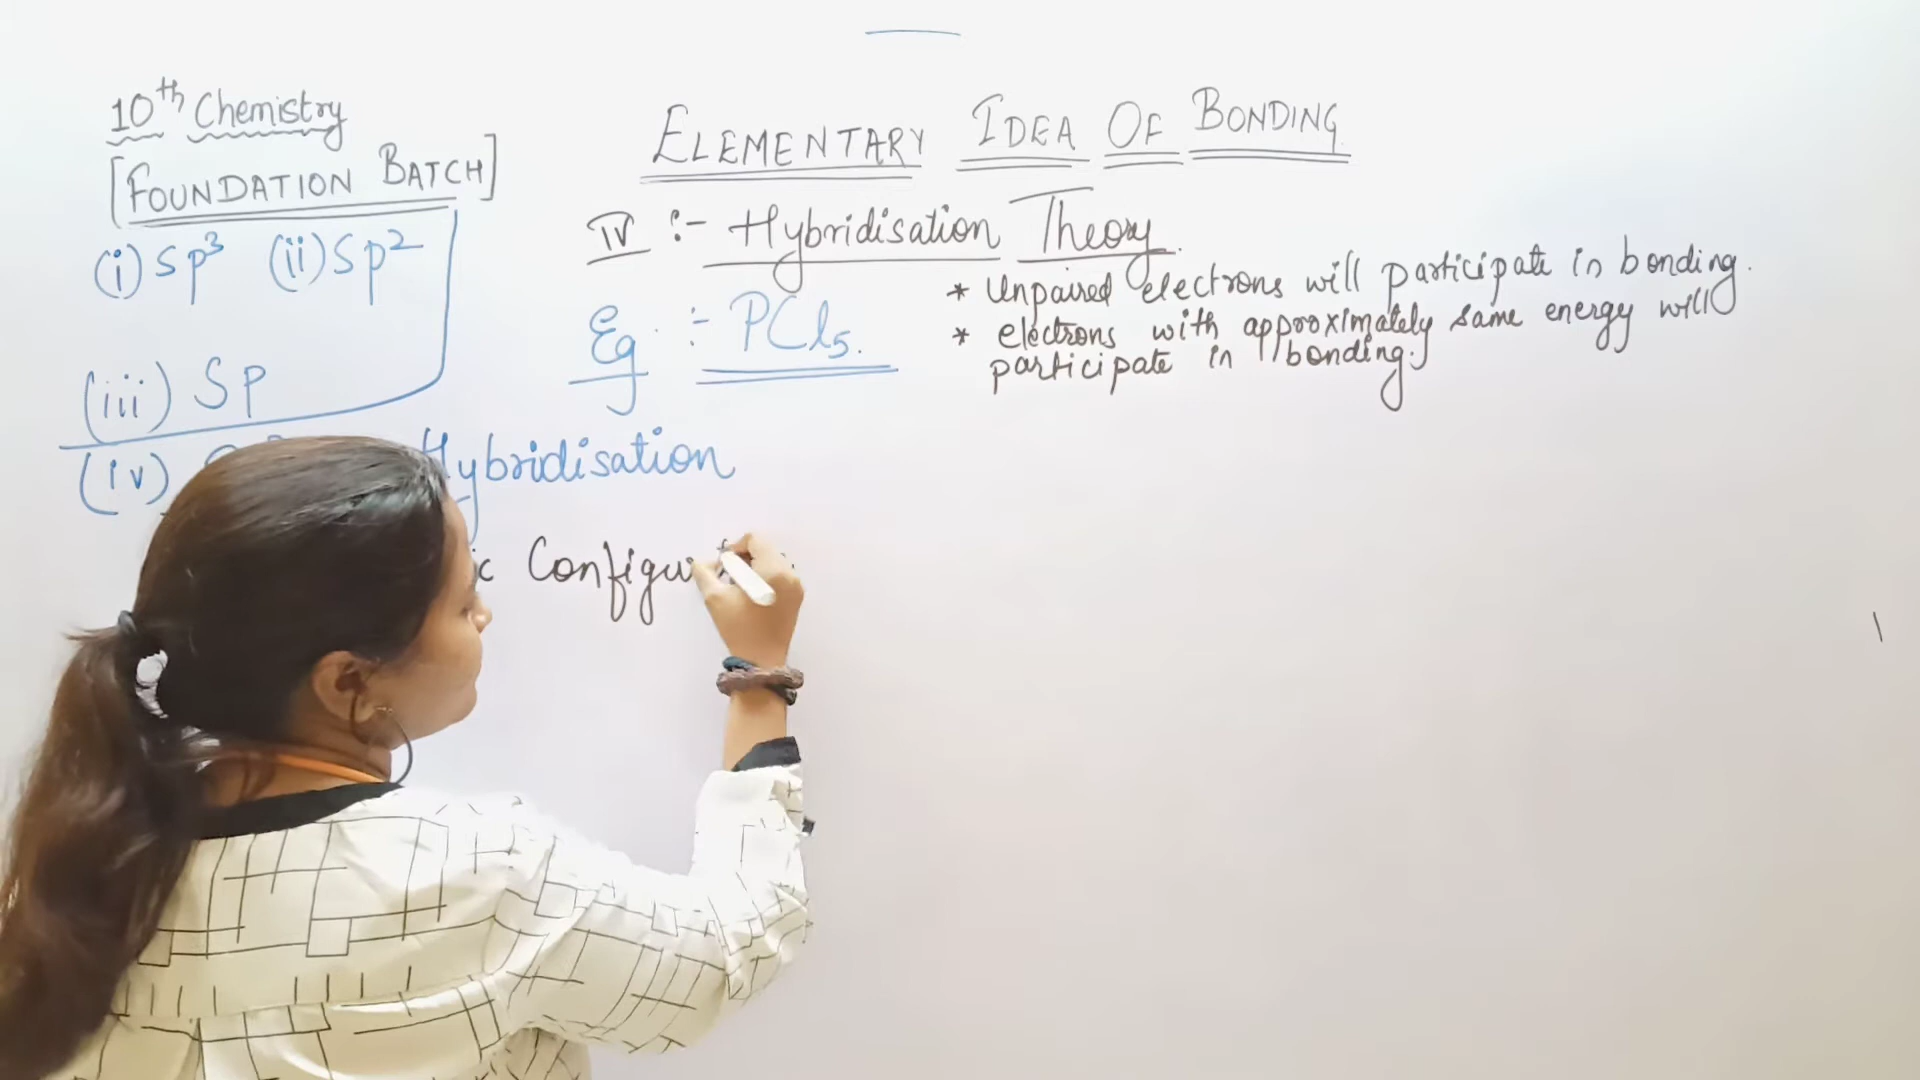 10th Chemistry
[FOUNDATION BATCH]
(i) Sp3 (ii) Sp2
(iii) Sp
(iv) Hybridisation
ELEMENTARY IDEA OF BONDING
IV :- Hybridisation Theory.
Eg :- PCl5.
* Unpaired electrons will participate in bonding.
* electrons with approximately same energy will
participate in bonding.